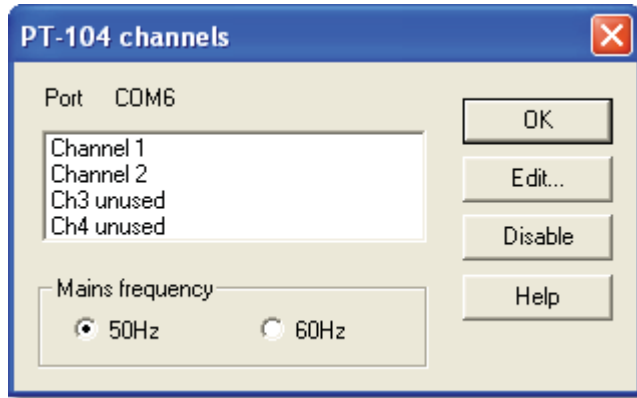 PT-104 channels
Port COM6
Channel 1
Channel 2
Ch3 unused
Ch4 unused
Mains frequency
50Hz 60Hz
OK
Edit...
Disable
Help